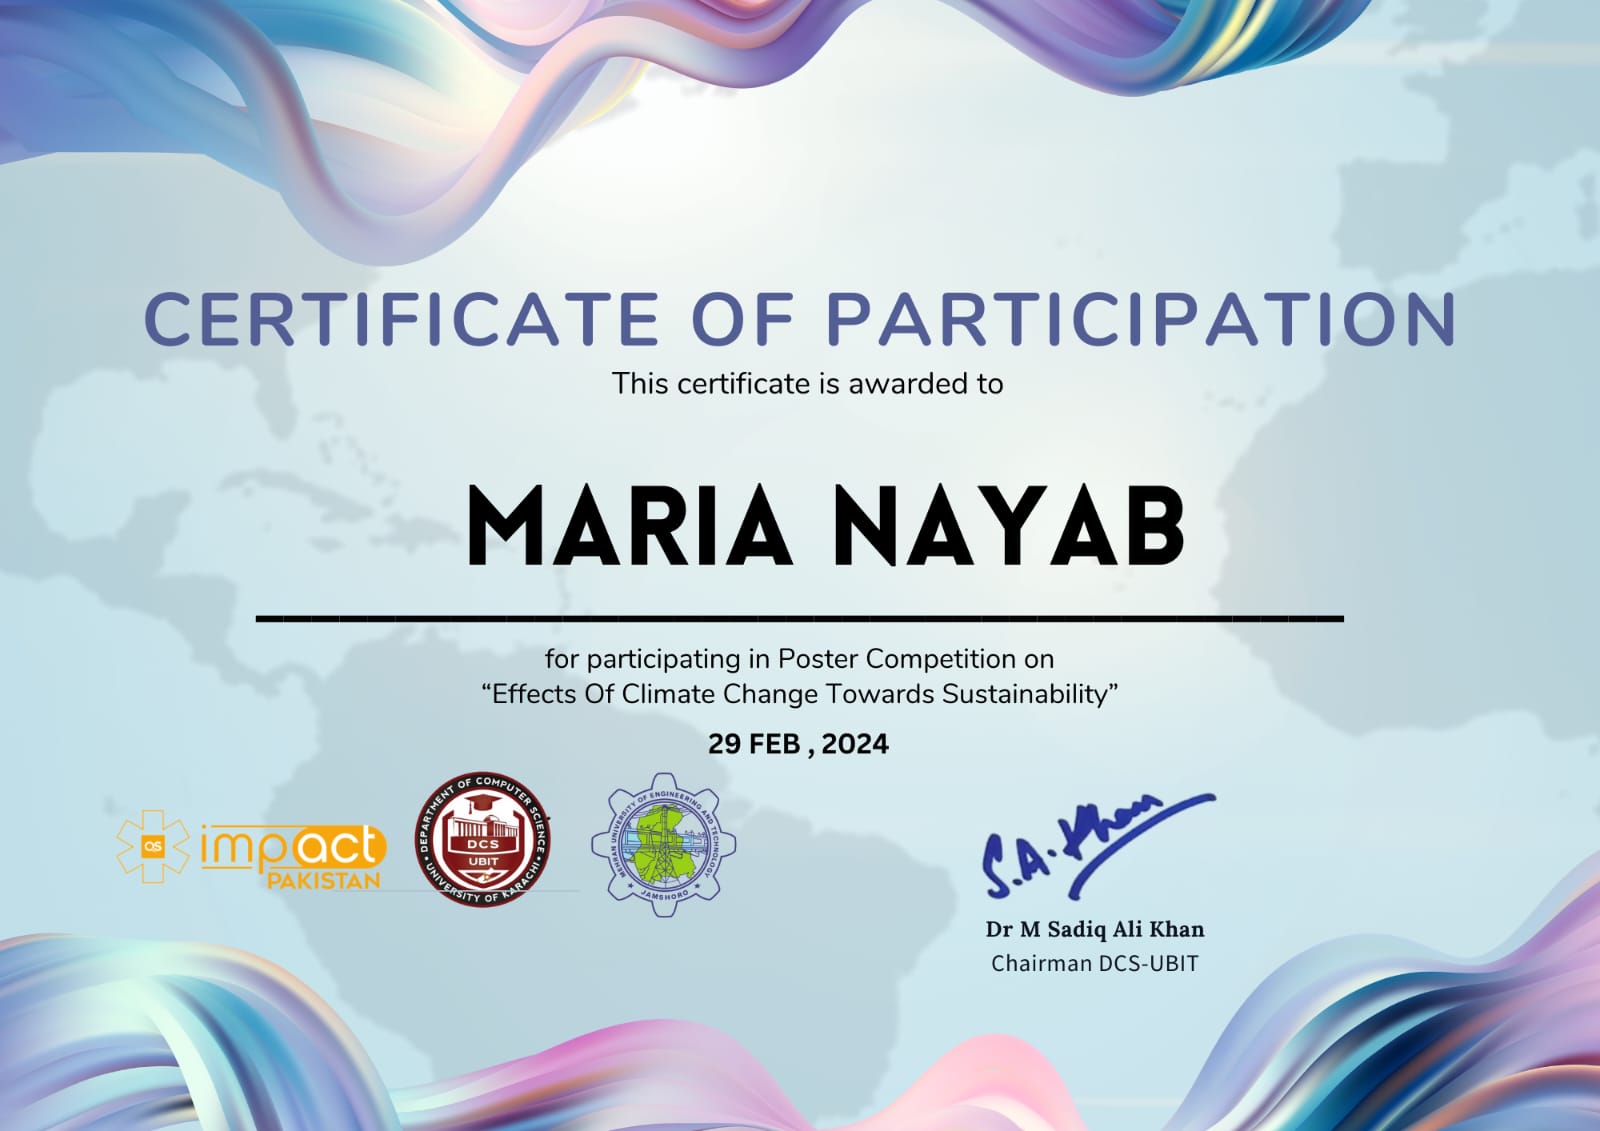 CERTIFICATE OF PARTICIPATION
This certificate is awarded to
MARIA NAYAB
for participating in Poster Competition on
“Effects Of Climate Change Towards Sustainability”
29 FEB , 2024
as
impact
PAKISTAN
DEPARTMENT OF COMPUTER SCIENCE
DCS
UBIT
UNIVERSITY OF KARACHI
MEHRAN UNIVERSITY OF ENGINEERING AND TECHNOLOGY
JAMSHORO
S.A.Khan
Dr M Sadiq Ali Khan
Chairman DCS-UBIT